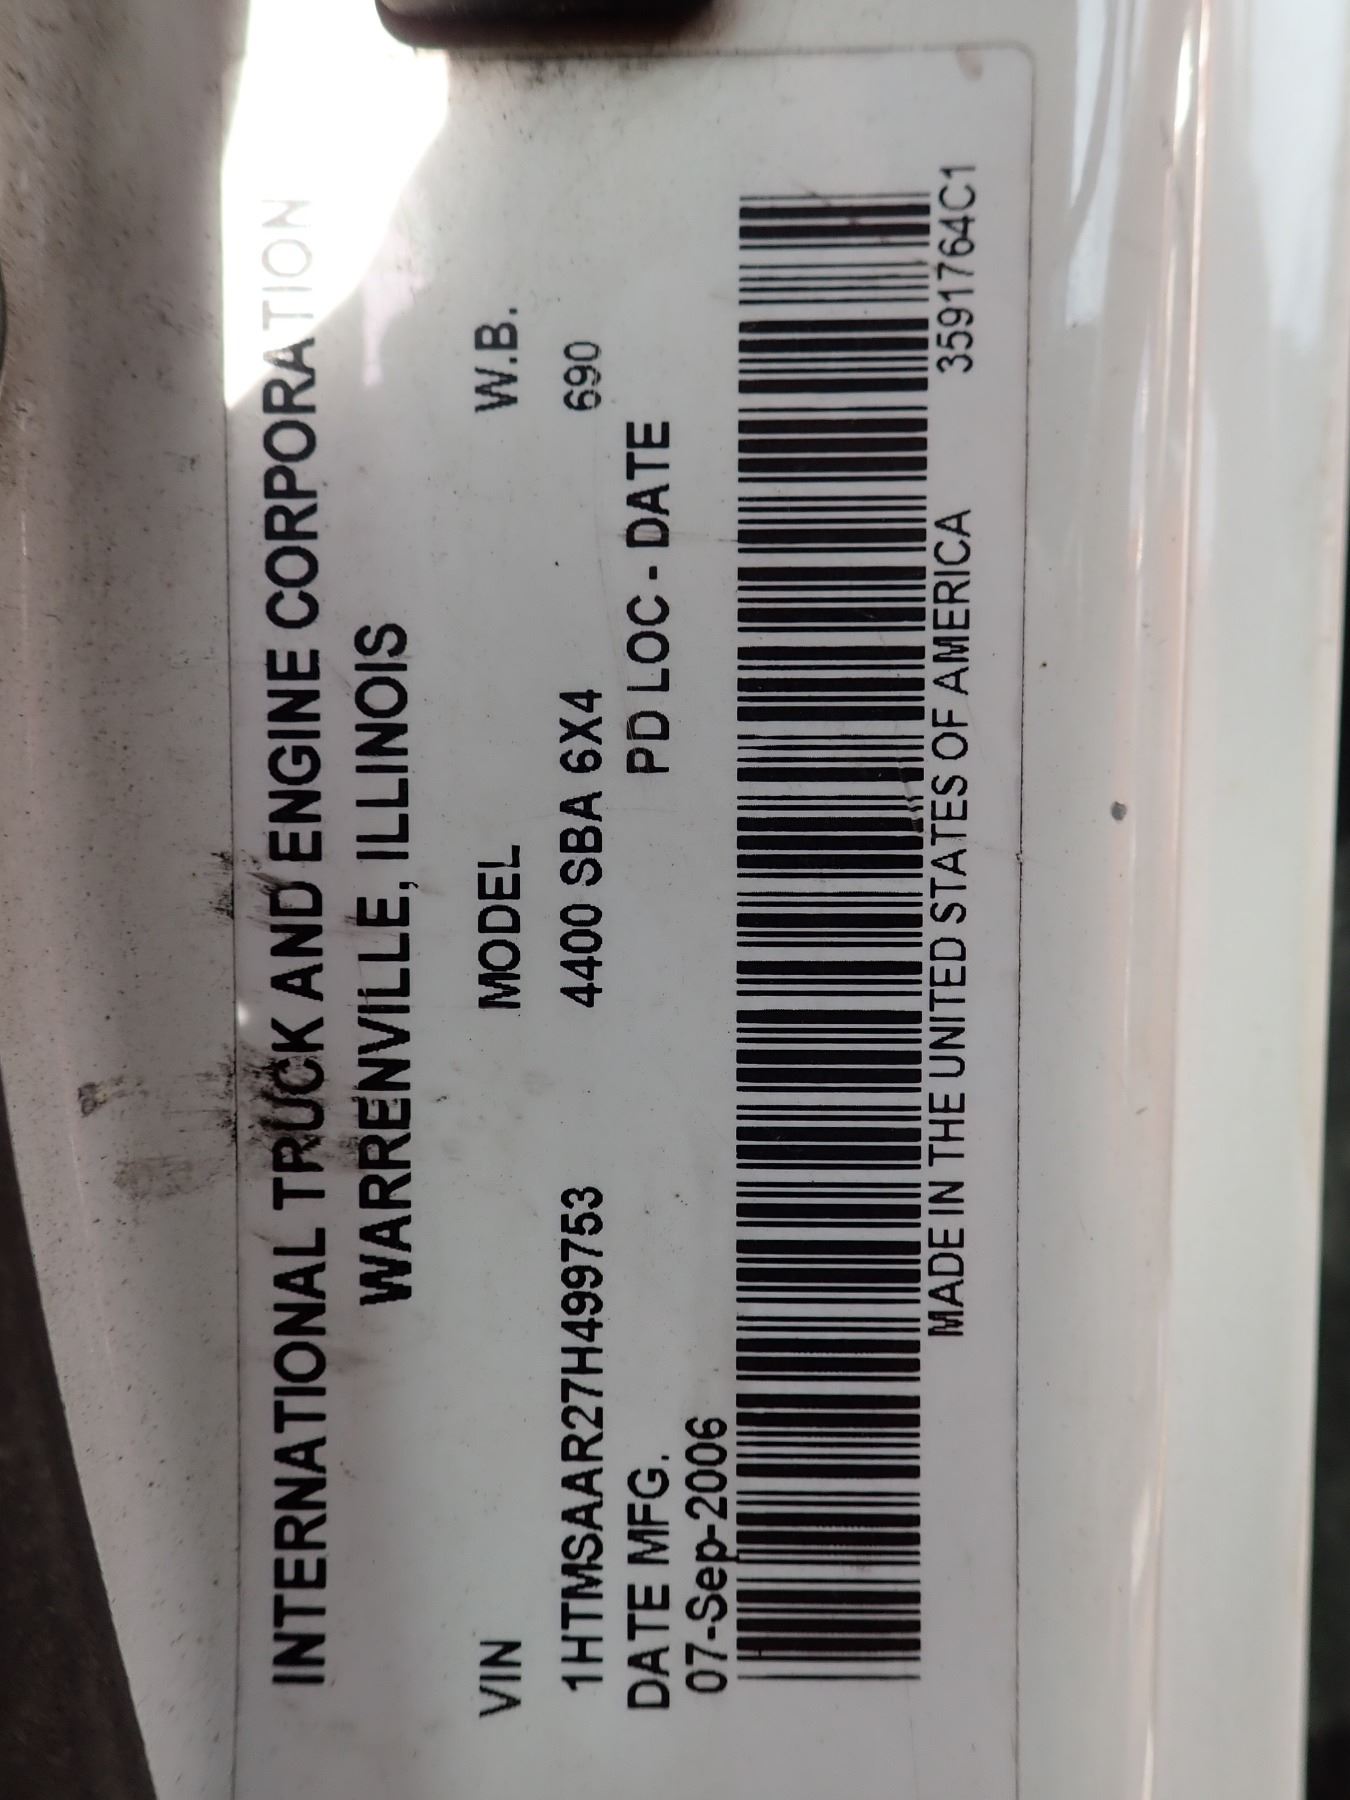 INTERNATIONAL TRUCK AND ENGINE CORPORATION
WARRENVILLE, ILLINOIS
VIN MODEL W.B.
1HTMSAAR27H499753 4400 SBA 6X4 690
DATE MFG. PD LOC - DATE
07-Sep-2006
MADE IN THE UNITED STATES OF AMERICA 3591764C1